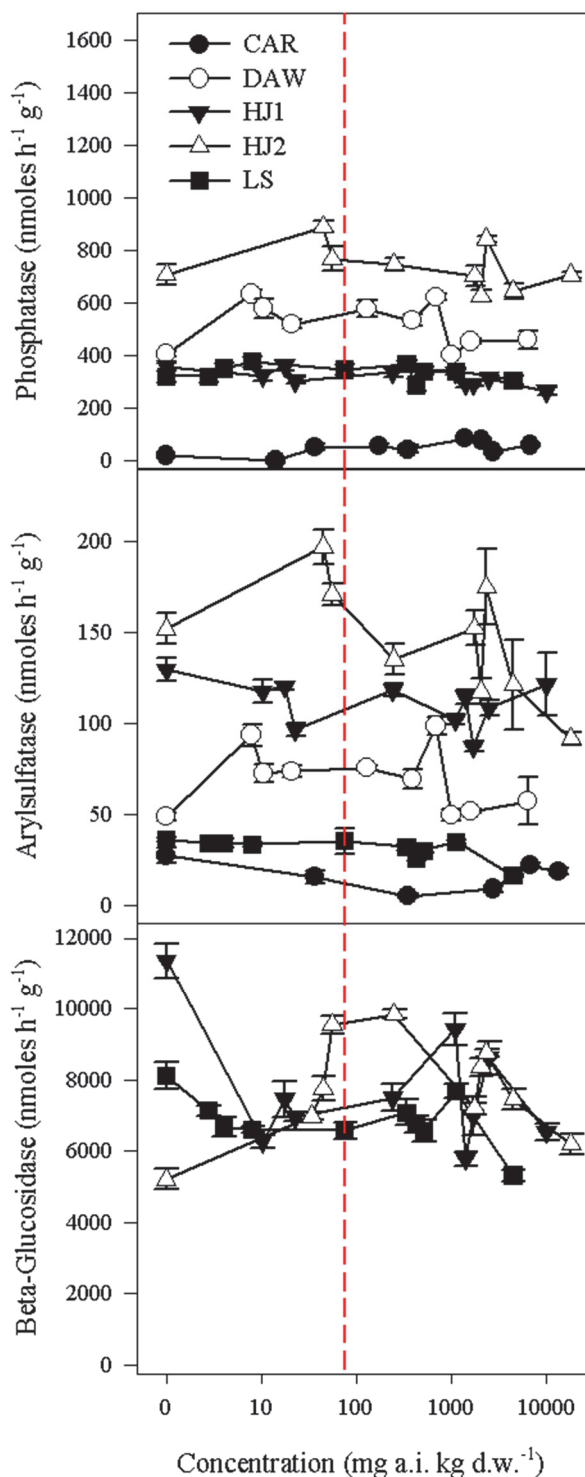 1600
1400
1200
1000
800
600
400
200
0
Phosphatase (nmoles h⁻¹ g⁻¹)
CAR
DAW
HJ1
HJ2
LS
200
150
100
50
0
Arylsulfatase (nmoles h⁻¹ g⁻¹)
12000
10000
8000
6000
4000
2000
0
Beta-Glucosidase (nmoles h⁻¹ g⁻¹)
0 10 100 1000 10000
Concentration (mg a.i. kg d.w.⁻¹)